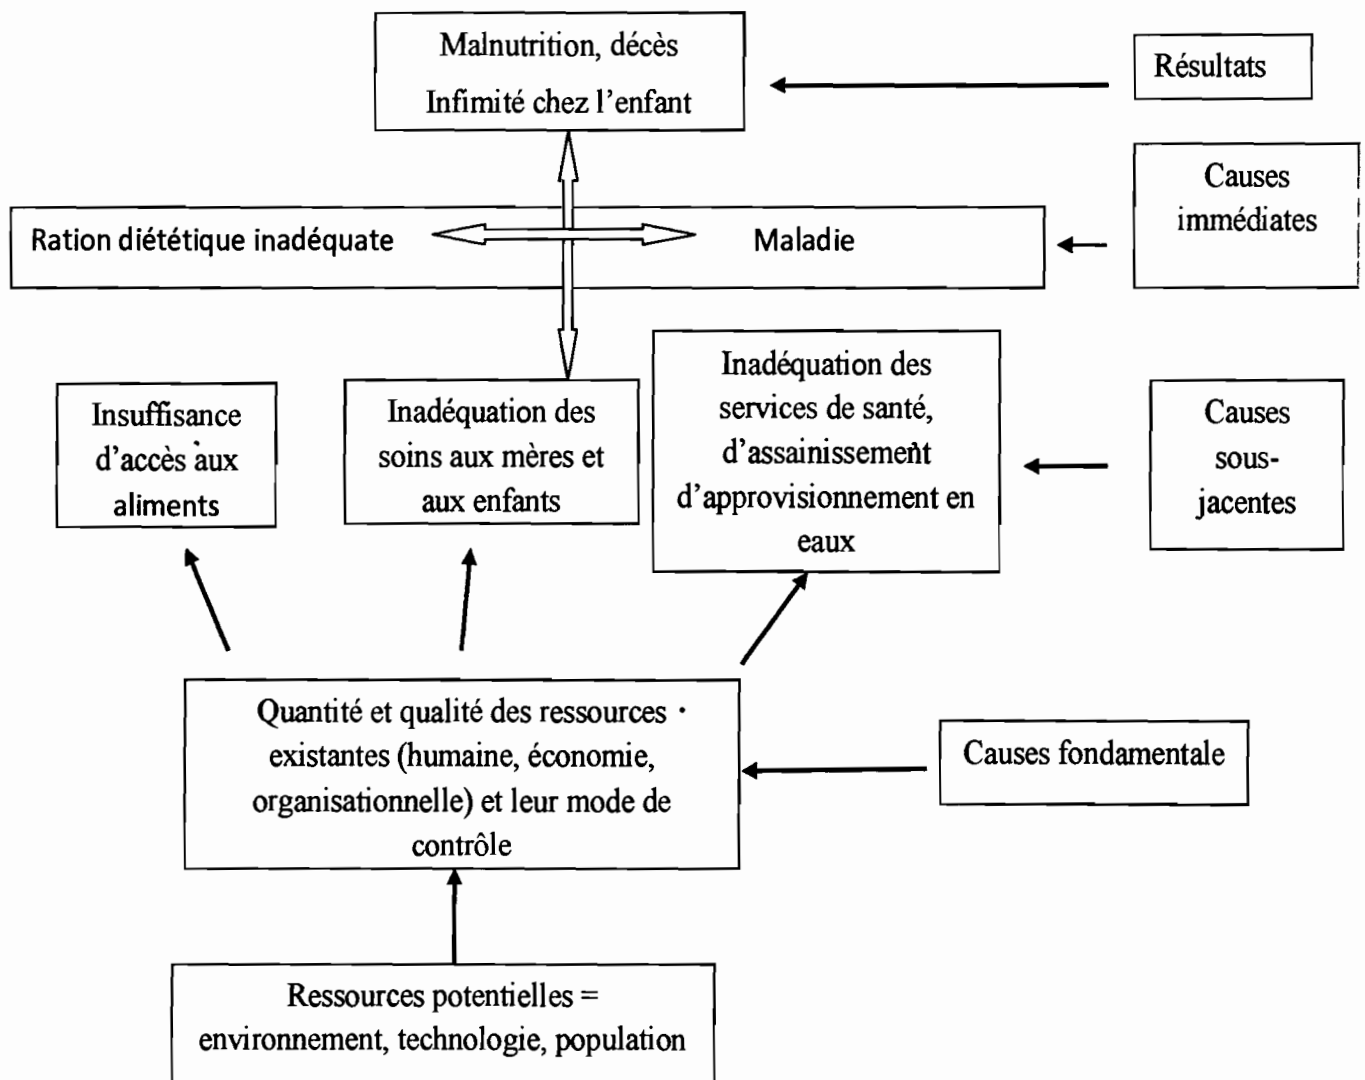 Malnutrition, décès
Infimité chez l'enfant
Résultats
Causes
immédiates
Ration diététique inadéquate
Maladie
Insuffisance
d'accès aux
aliments
Inadéquation des
soins aux mères et
aux enfants
Inadéquation des
services de santé,
d'assainissement
d'approvisionnement en
eaux
Causes
sous-
jacentes
Quantité et qualité des ressources
existantes (humaine, économie,
organisationnelle) et leur mode de
contrôle
Causes fondamentale
Ressources potentielles =
environnement, technologie, population